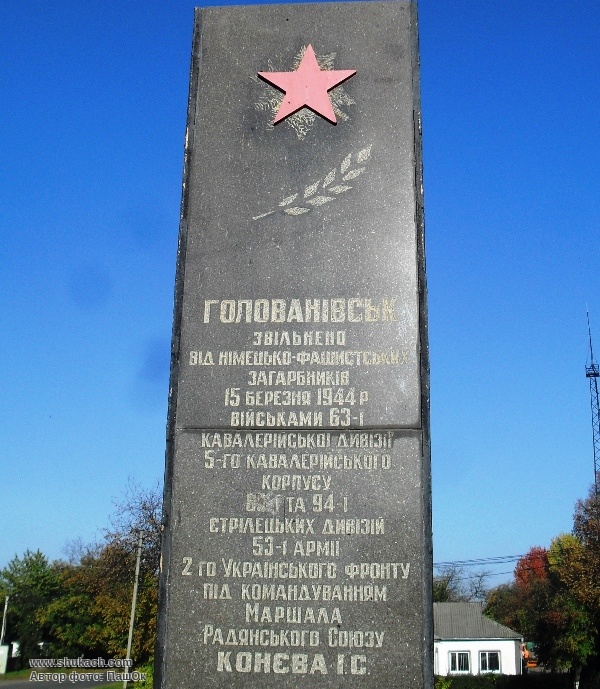 ГОЛОВАНІВСЬК
ЗВІЛЬНЕНО
ВІД НІМЕЦЬКО-ФАШИСТСЬКИХ
ЗАГАРБНИКІВ
15 БЕРЕЗНЯ 1944 Р
ВІЙСЬКАМИ 63-Ї
КАВАЛЕРІЙСЬКОЇ ДИВІЗІЇ
5-ГО КАВАЛЕРІЙСЬКОГО
КОРПУСУ
ТА 94-Ї
СТРІЛЕЦЬКИХ ДИВІЗІЙ
53-Ї АРМІЇ
2 ГО УКРАЇНСЬКОГО ФРОНТУ
ПІД КОМАНДУВАННЯМ
МАРШАЛА
РАДЯНСЬКОГО СОЮЗУ
КОНЄВА І.С.
www.shukach.com
Автор фото: ПашОк